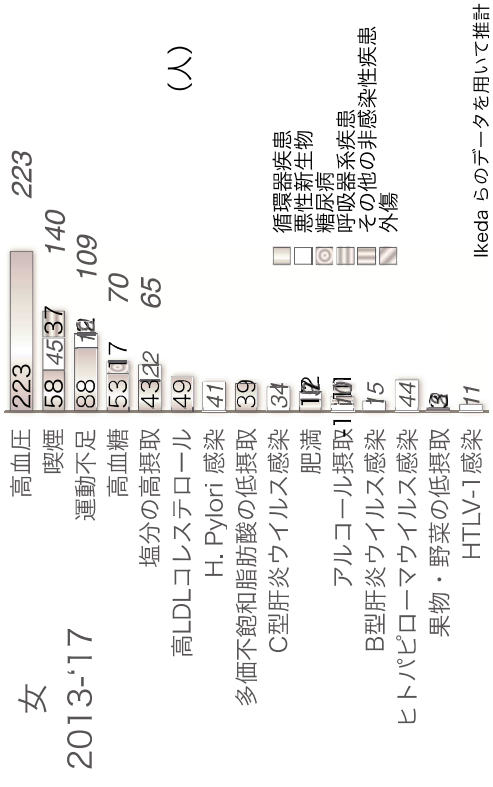 女
2013-‘17
高血圧 223 223
喫煙 58 45 37 140
運動不足 88 109
高血糖 53 17 70
塩分の高摂取 43 22 65
高LDLコレステロール 49
H. Pylori 感染 41
多価不飽和脂肪酸の低摂取 39
C型肝炎ウイルス感染 34
肥満
アルコール摂取
B型肝炎ウイルス感染 15
ヒトパピローマウイルス感染 44
果物・野菜の低摂取
HTLV-1感染 11
(人)
循環器疾患
悪性新生物
糖尿病
呼吸器系疾患
その他の非感染性疾患
外傷
Ikeda らのデータを用いて推計